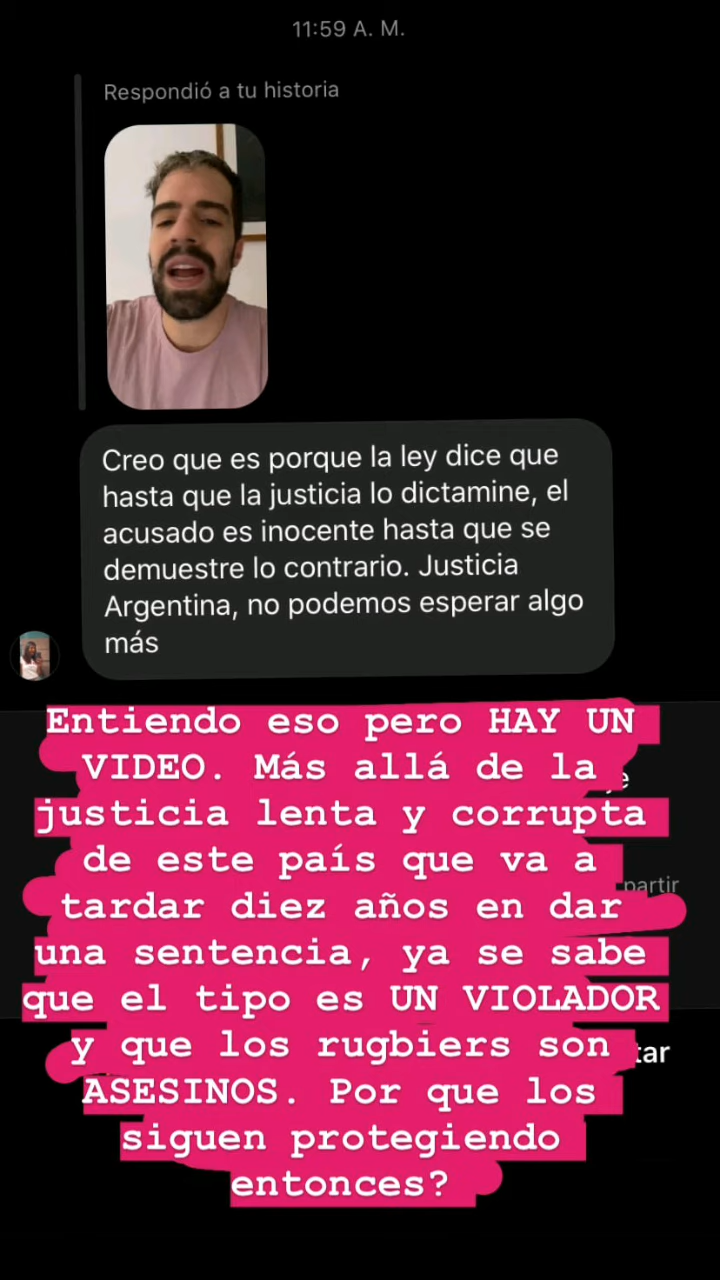 11:59 A. M.
Respondió a tu historia
Creo que es porque la ley dice que
hasta que la justicia lo dictamine, el
acusado es inocente hasta que se
demuestre lo contrario. Justicia
Argentina, no podemos esperar algo
más
Entiendo eso pero HAY UN
VIDEO. Más allá de la
justicia lenta y corrupta
de este país que va a
partir
tardar diez años en dar
una sentencia, ya se sabe
que el tipo es UN VIOLADOR
y que los rugbiers son
tar
ASESINOS. Por que los
siguen protegiendo
entonces?